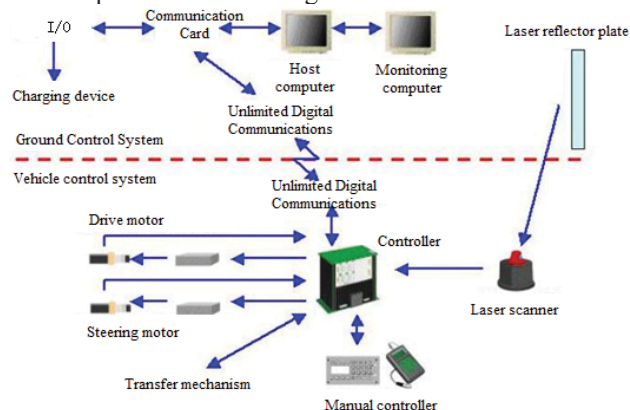 I/O
Communication
Card
Host
computer
Monitoring
computer
Laser reflector plate
Charging device
Unlimited Digital
Communications
Ground Control System
Vehicle control system
Unlimited Digital
Communications
Drive motor
Controller
Steering motor
Laser scanner
Transfer mechanism
Manual controller